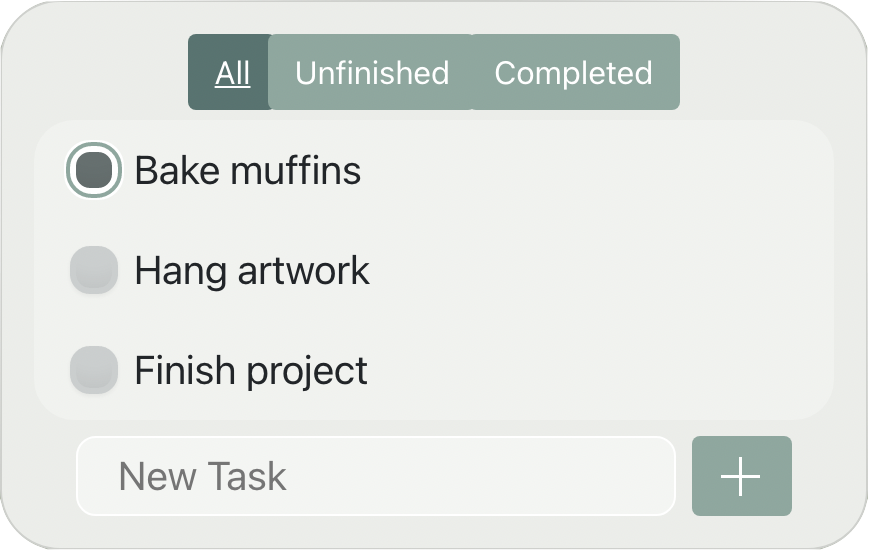 All Unfinished Completed
Bake muffins
Hang artwork
Finish project
New Task